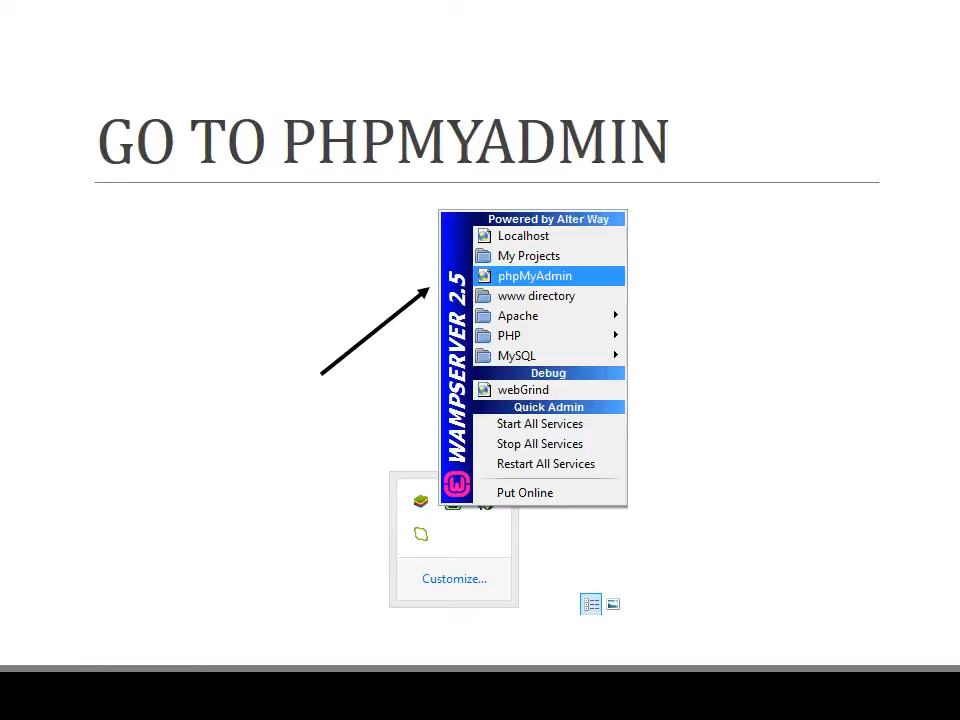 GO TO PHPMYADMIN
Powered by Alter Way
Localhost
My Projects
phpMyAdmin
www directory
Apache
PHP
MySQL
Debug
webGrind
Quick Admin
Start All Services
Stop All Services
Restart All Services
Put Online
WAMPSERVER 2.5
Customize...